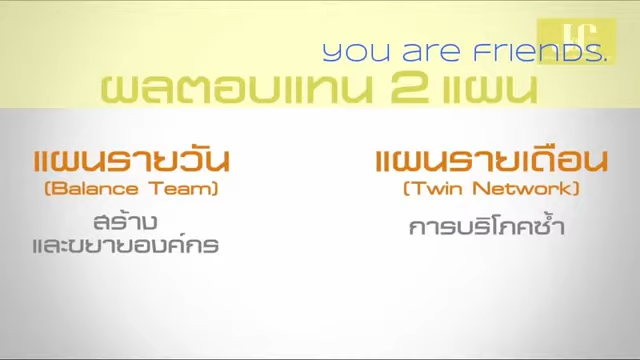 you are friends.
ผลตอบแทน 2 แผน
แผนรายวัน
(Balance Team)
สร้าง
และขยายองค์กร
แผนรายเดือน
(Twin Network)
การบริโภคซ้ำ